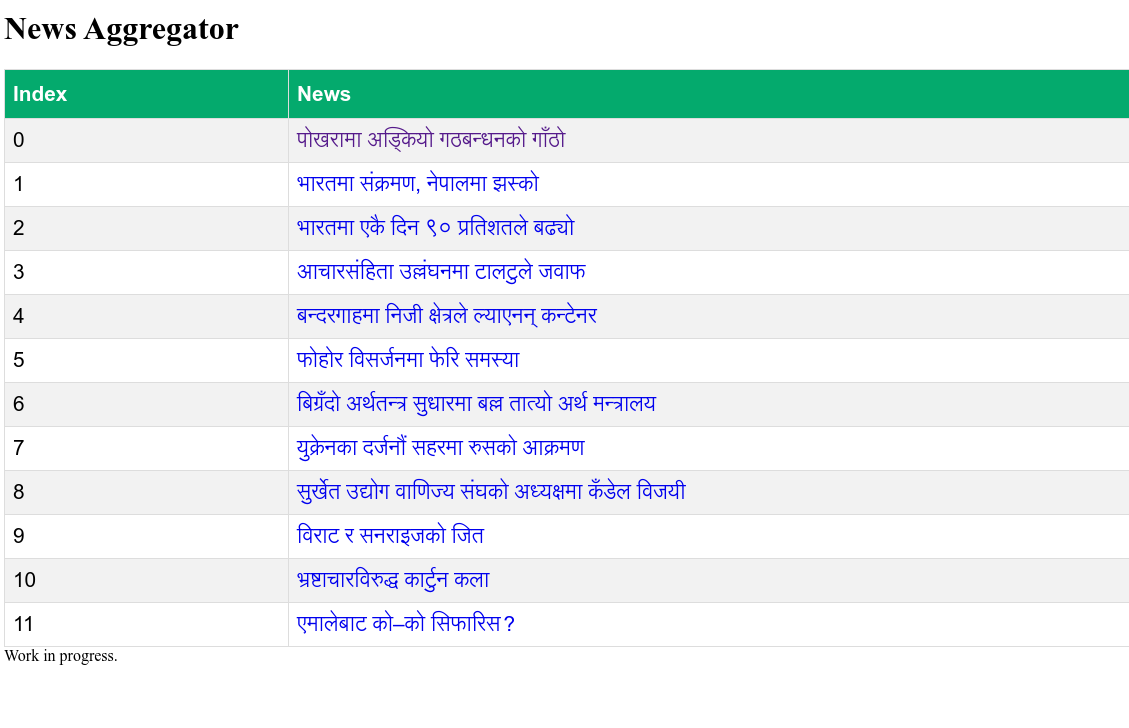 News Aggregator
Index News
0 पोखरामा अड्कियो गठबन्धनको गाँठो
1 भारतमा संक्रमण, नेपालमा झस्को
2 भारतमा एकै दिन ९० प्रतिशतले बढ्यो
3 आचारसंहिता उल्लंघनमा टालटुले जवाफ
4 बन्दरगाहमा निजी क्षेत्रले ल्याएनन् कन्टेनर
5 फोहोर विसर्जनमा फेरि समस्या
6 बिग्रँदो अर्थतन्त्र सुधारमा बल्ल तात्यो अर्थ मन्त्रालय
7 युक्रेनका दर्जनौं सहरमा रुसको आक्रमण
8 सुर्खेत उद्योग वाणिज्य संघको अध्यक्षमा कँडेल विजयी
9 विराट र सनराइजको जित
10 भ्रष्टाचारविरुद्ध कार्टुन कला
11 एमालेबाट को–को सिफारिस ?
Work in progress.